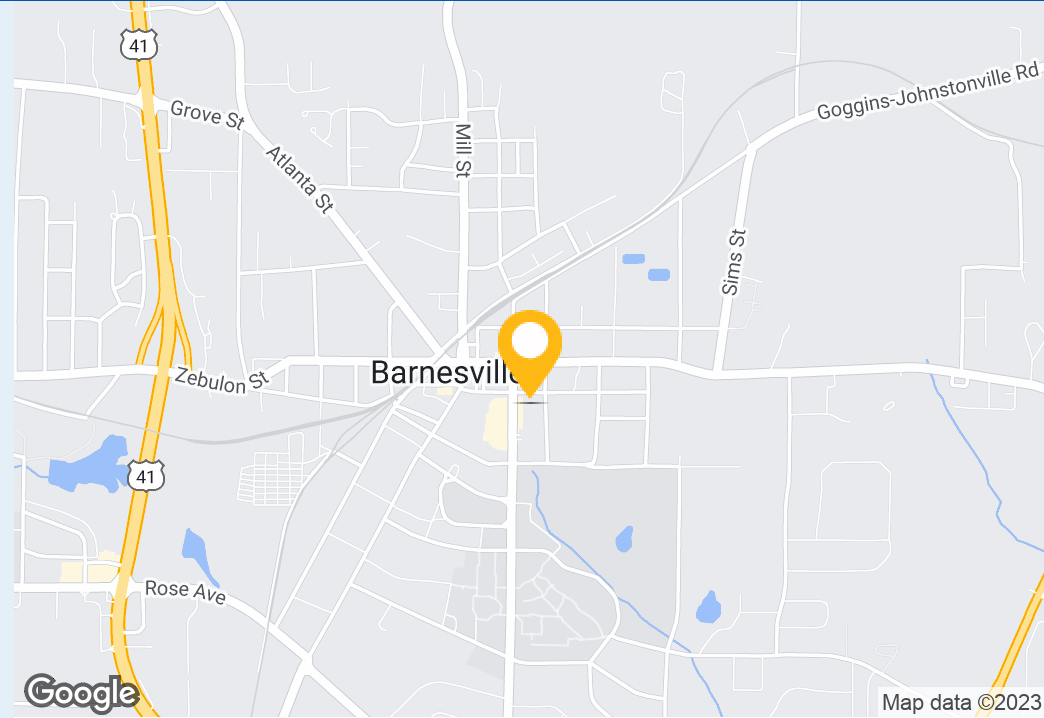 41
Goggins-Johnstonville Rd
Grove St
Mill St
Atlanta St
Sims St
Barnesville
Zebulon St
41
Rose Ave
Google
Map data ©2023